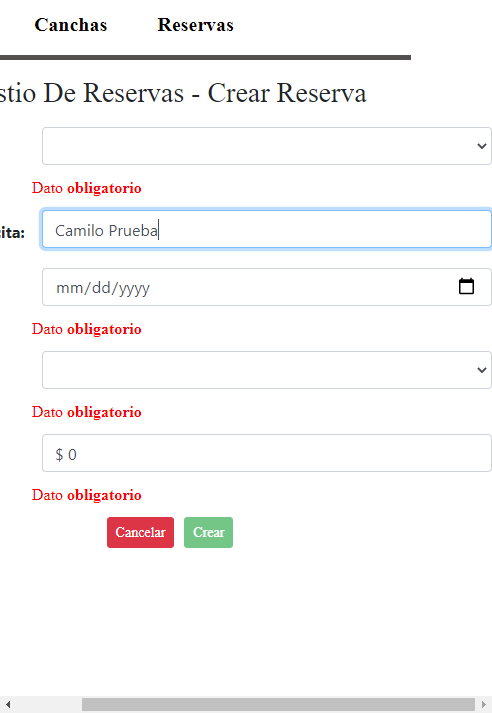 Canchas Reservas
stio De Reservas - Crear Reserva
Dato obligatorio
ita: Camilo Prueba
mm/dd/yyyy
Dato obligatorio
Dato obligatorio
$ 0
Dato obligatorio
Cancelar Crear